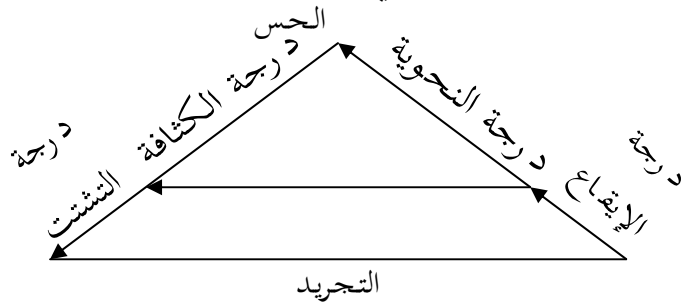 الحس
درجة النحوية
درجة الكثافة
درجة
الإيقاع
درجة
التشتت
التجريد